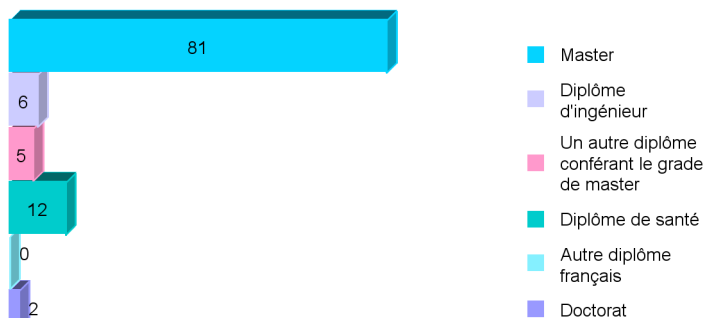 81
6
5
12
0
2
Master
Diplôme
d'ingénieur
Un autre diplôme
conférant le grade
de master
Diplôme de santé
Autre diplôme
français
Doctorat